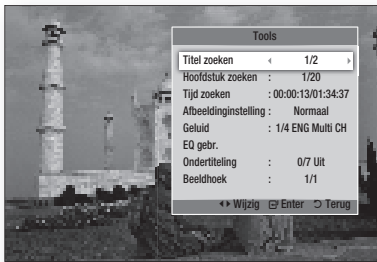 Tools
Titel zoeken ◂ 1/2 ▸
Hoofdstuk zoeken : 1/20
Tijd zoeken : 00:00:13/01:34:37
Afbeeldinginstelling : Normaal
Geluid : 1/4 ENG Multi CH
EQ gebr.
Ondertiteling : 0/7 Uit
Beeldhoek : 1/1
◂ ▸ Wijzig Enter Terug